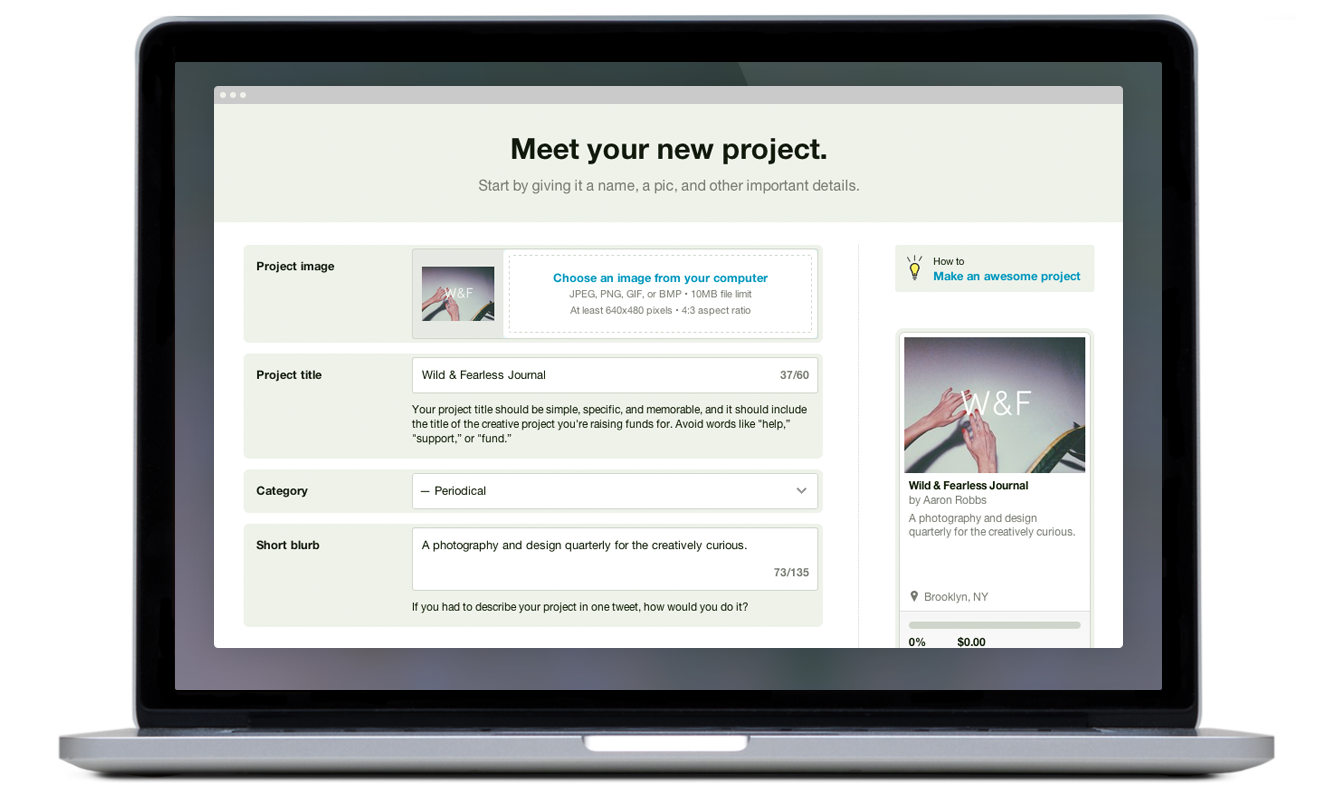 Meet your new project.
Start by giving it a name, a pic, and other important details.
Project image
W&F
Choose an image from your computer
JPEG, PNG, GIF, or BMP • 10MB file limit
At least 640x480 pixels • 4:3 aspect ratio
Project title
Wild & Fearless Journal
37/60
Your project title should be simple, specific, and memorable, and it should include
the title of the creative project you're raising funds for. Avoid words like "help,"
"support," or "fund."
Category
— Periodical
Short blurb
A photography and design quarterly for the creatively curious.
73/135
If you had to describe your project in one tweet, how would you do it?
How to
Make an awesome project
W&F
Wild & Fearless Journal
by Aaron Robbs
A photography and design
quarterly for the creatively curious.
Brooklyn, NY
0% $0.00